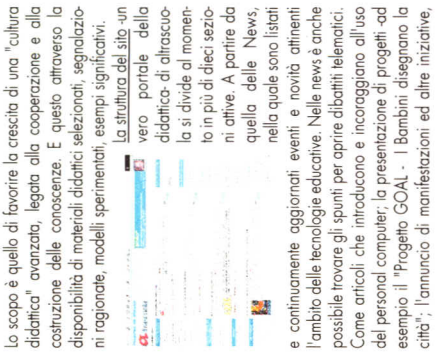 Lo scopo è quello di favorire la crescita di una "cultura
didattica" avanzata, legata alla cooperazione e alla
costruzione delle conoscenze. E questo attraverso la
disponibilità di materiali didattici selezionati, segnalazio-
ni ragionate, modelli sperimentati, esempi significativi.
La struttura del sito -un
vero portale della
didattica- di altrascuo-
la si divide al momen-
to in più di dieci sezio-
ni attive. A partire da
quella delle News,
nella quale sono listati
e continuamente aggiornati eventi e novità attinenti
l'ambito delle tecnologie educative. Nelle news è anche
possibile trovare gli spunti per aprire dibattiti telematici.
Come articoli che introducono e incoraggiano all'uso
del personal computer; la presentazione di progetti -ad
esempio il "Progetto GOAL - I Bambini disegnano la
città"; l'annuncio di manifestazioni ed altre iniziative,